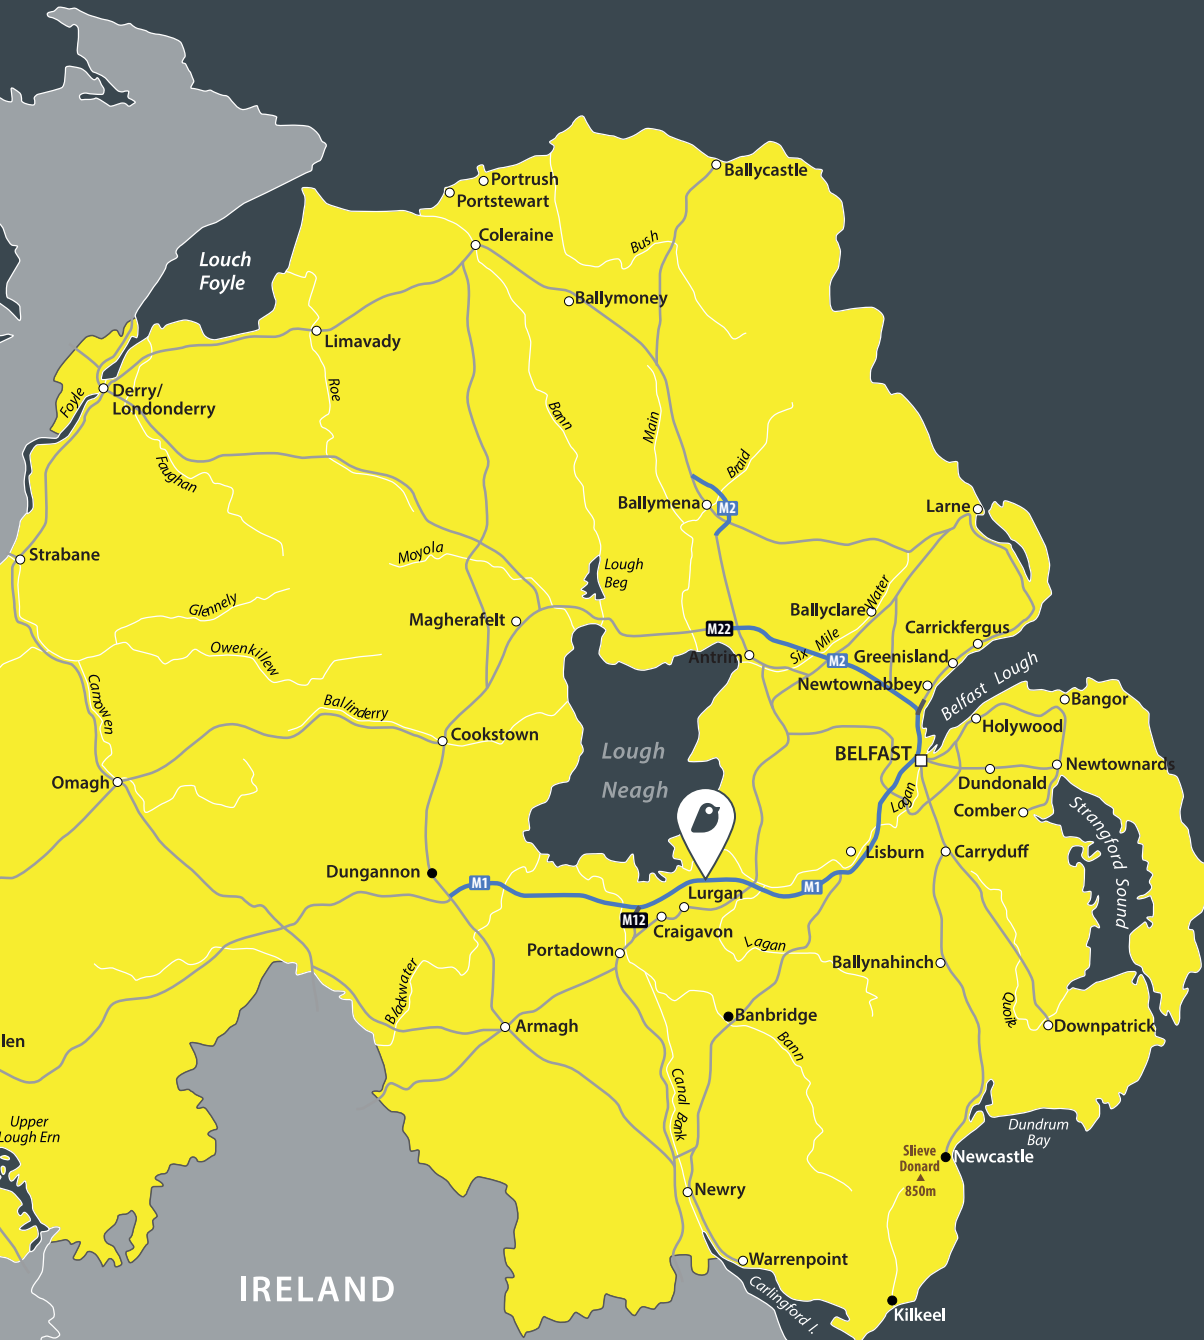 Ballycastle
Portrush
Portstewart
Coleraine
Bush
Louch
Foyle
Ballymoney
Limavady
Derry/
Londonderry
Foyle
Roe
Bann
Main
Braid
Faughan
Ballymena
M2
Larne
Strabane
Moyola
Lough
Beg
Glennely
Magherafelt
Ballyclare
Water
Six Mile
M22
Carrickfergus
Owenkillew
Antrim
M2
Greenisland
Newtownabbey
Belfast Lough
Camowen
Ballinderry
Bangor
Holywood
Cookstown
Lough
Neagh
BELFAST
Newtownards
Omagh
Dundonald
Lagan
Comber
Strangford Sound
Lisburn
Carryduff
Dungannon
M1
M1
Lurgan
M12
Craigavon
Portadown
Lagan
Ballynahinch
Blackwater
Quoile
Banbridge
Armagh
Downpatrick
len
Bann
Canal Bank
Upper
Lough Ern
Dundrum
Bay
Slieve
Donard
850m
Newcastle
Newry
Warrenpoint
IRELAND
Carlingford l.
Kilkeel